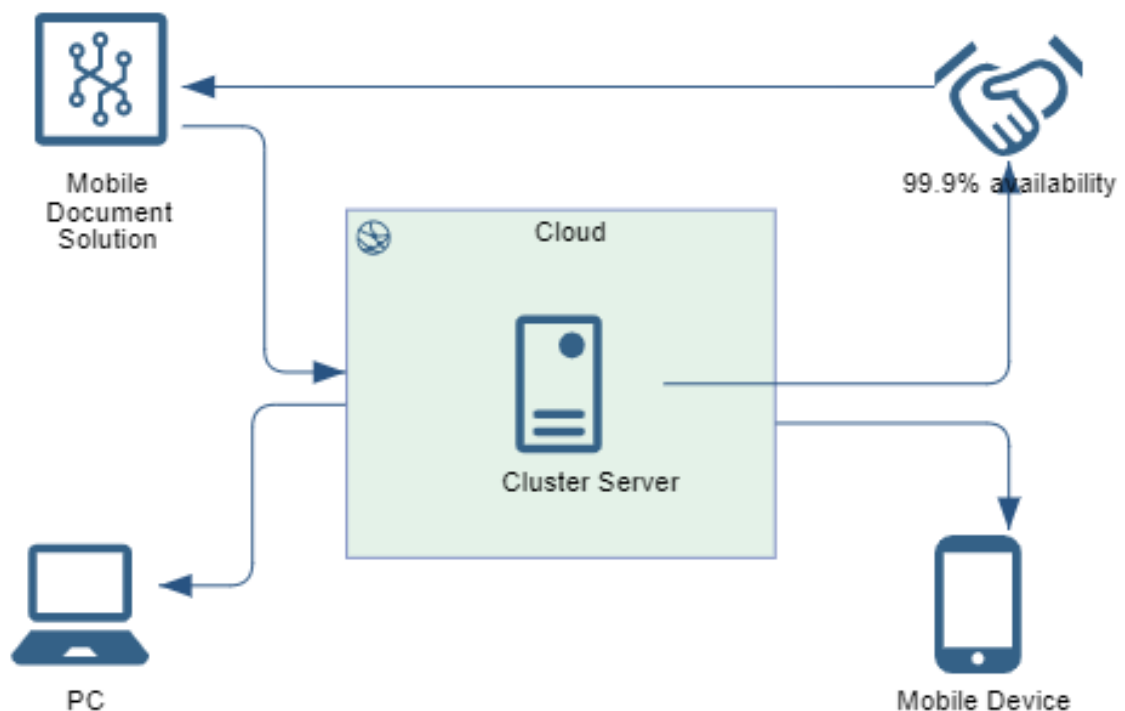 Mobile
Document
Solution
99.9% availability
Cloud
Cluster Server
PC
Mobile Device